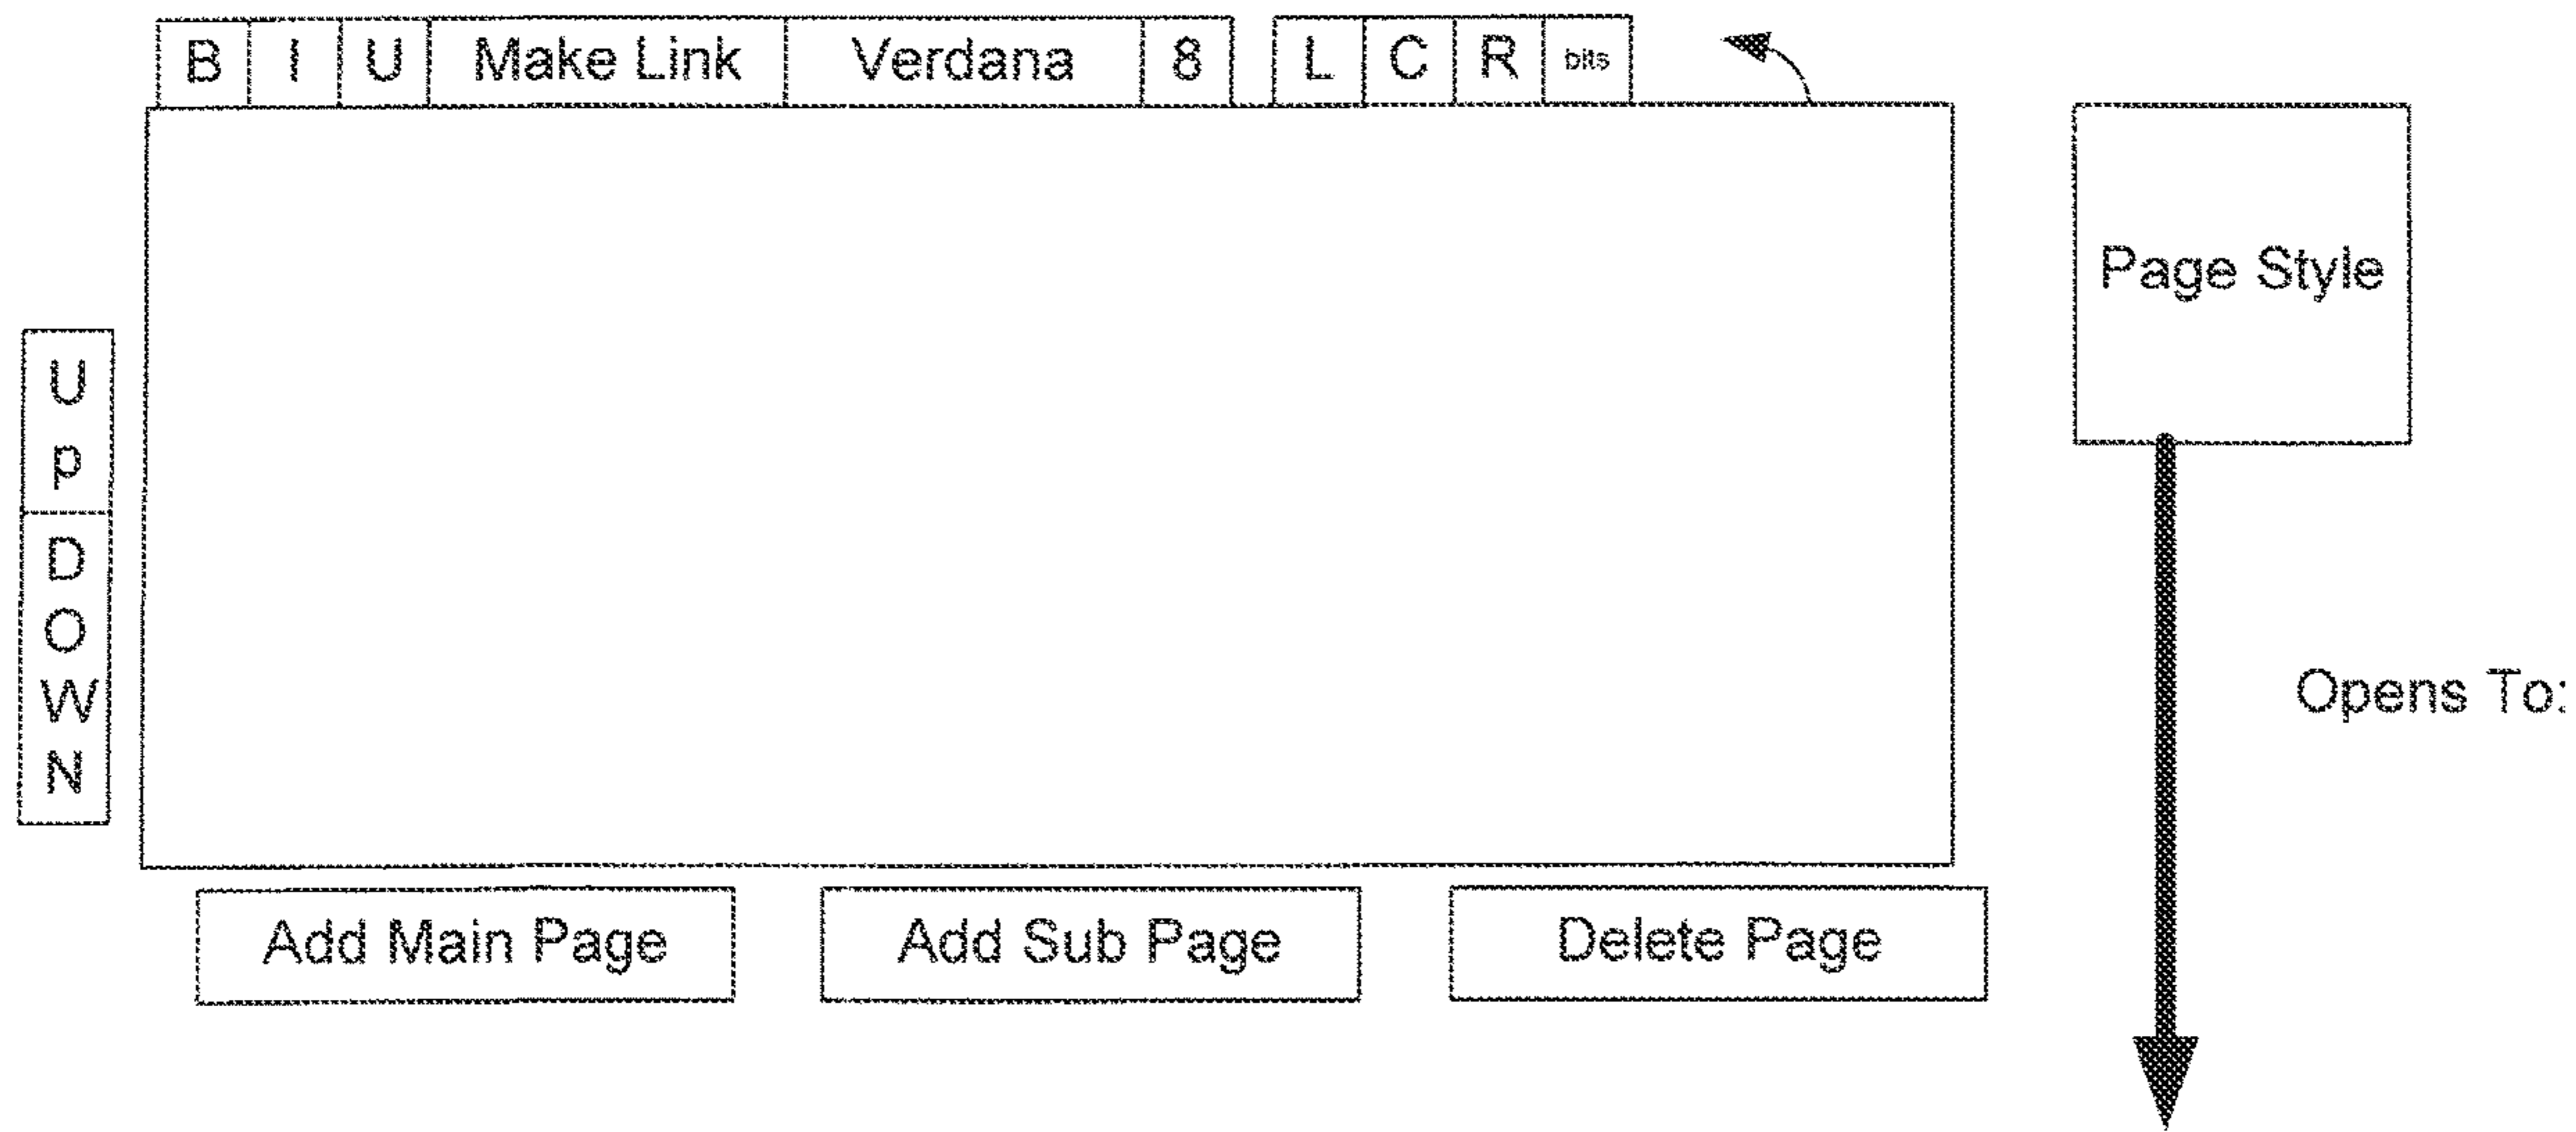 B I U Make Link Verdana 8 L C R bits
Page Style
Up
DOWN
Opens To:
Add Main Page Add Sub Page Delete Page